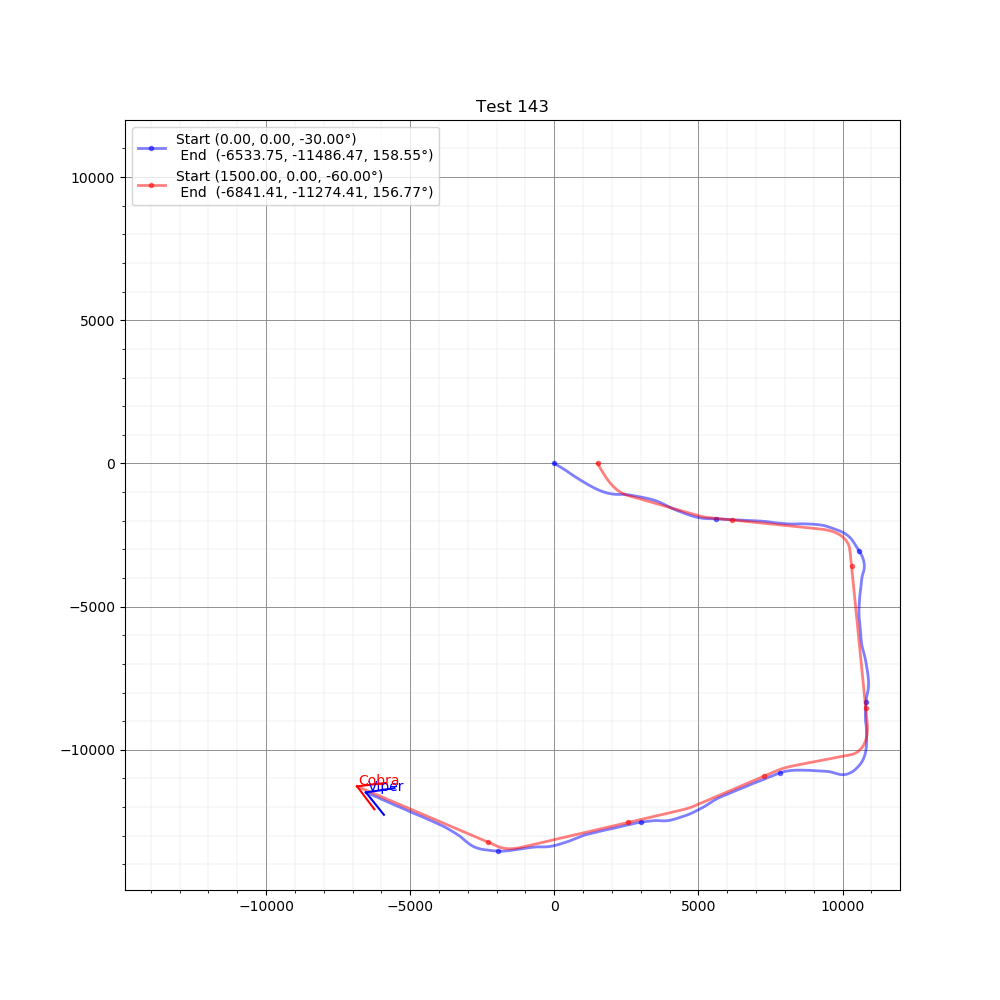 Test 143
Start (0.00, 0.00, -30.00°)
End (-6533.75, -11486.47, 158.55°)
Start (1500.00, 0.00, -60.00°)
End (-6841.41, -11274.41, 156.77°)
10000
5000
0
−5000
−10000
Cobra
Viper
−10000
−5000
0
5000
10000